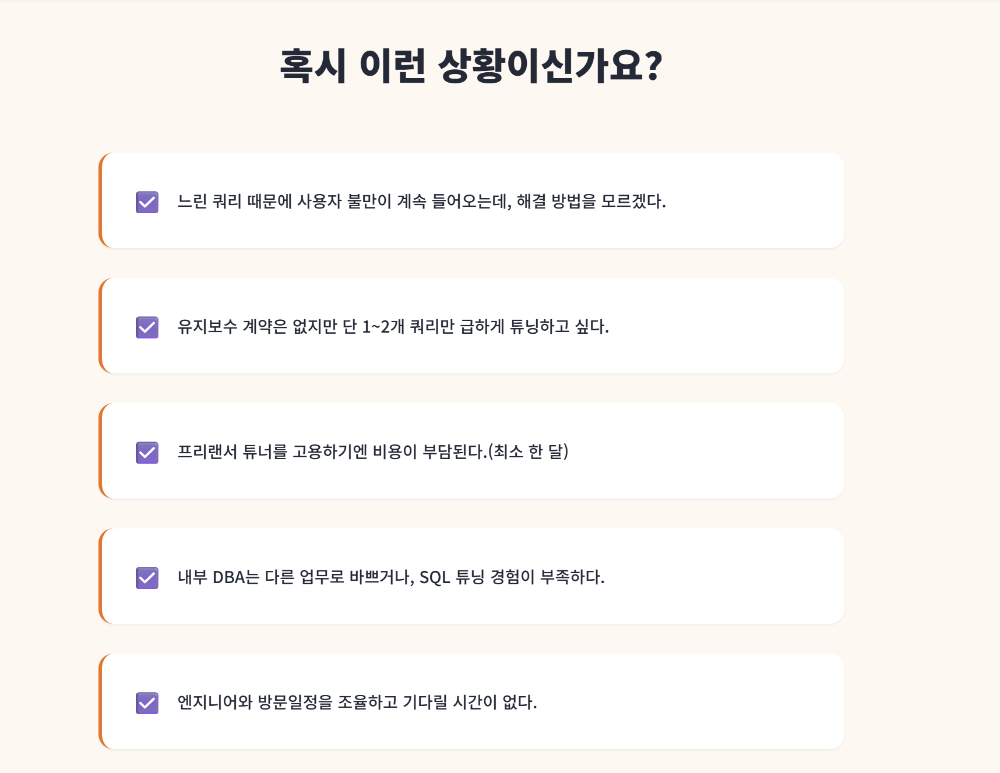 혹시 이런 상황이신가요?
느린 쿼리 때문에 사용자 불만이 계속 들어오는데, 해결 방법을 모르겠다.
유지보수 계약은 없지만 단 1~2개 쿼리만 급하게 튜닝하고 싶다.
프리랜서 튜너를 고용하기엔 비용이 부담된다.(최소 한 달)
내부 DBA는 다른 업무로 바쁘거나, SQL 튜닝 경험이 부족하다.
엔지니어와 방문일정을 조율하고 기다릴 시간이 없다.